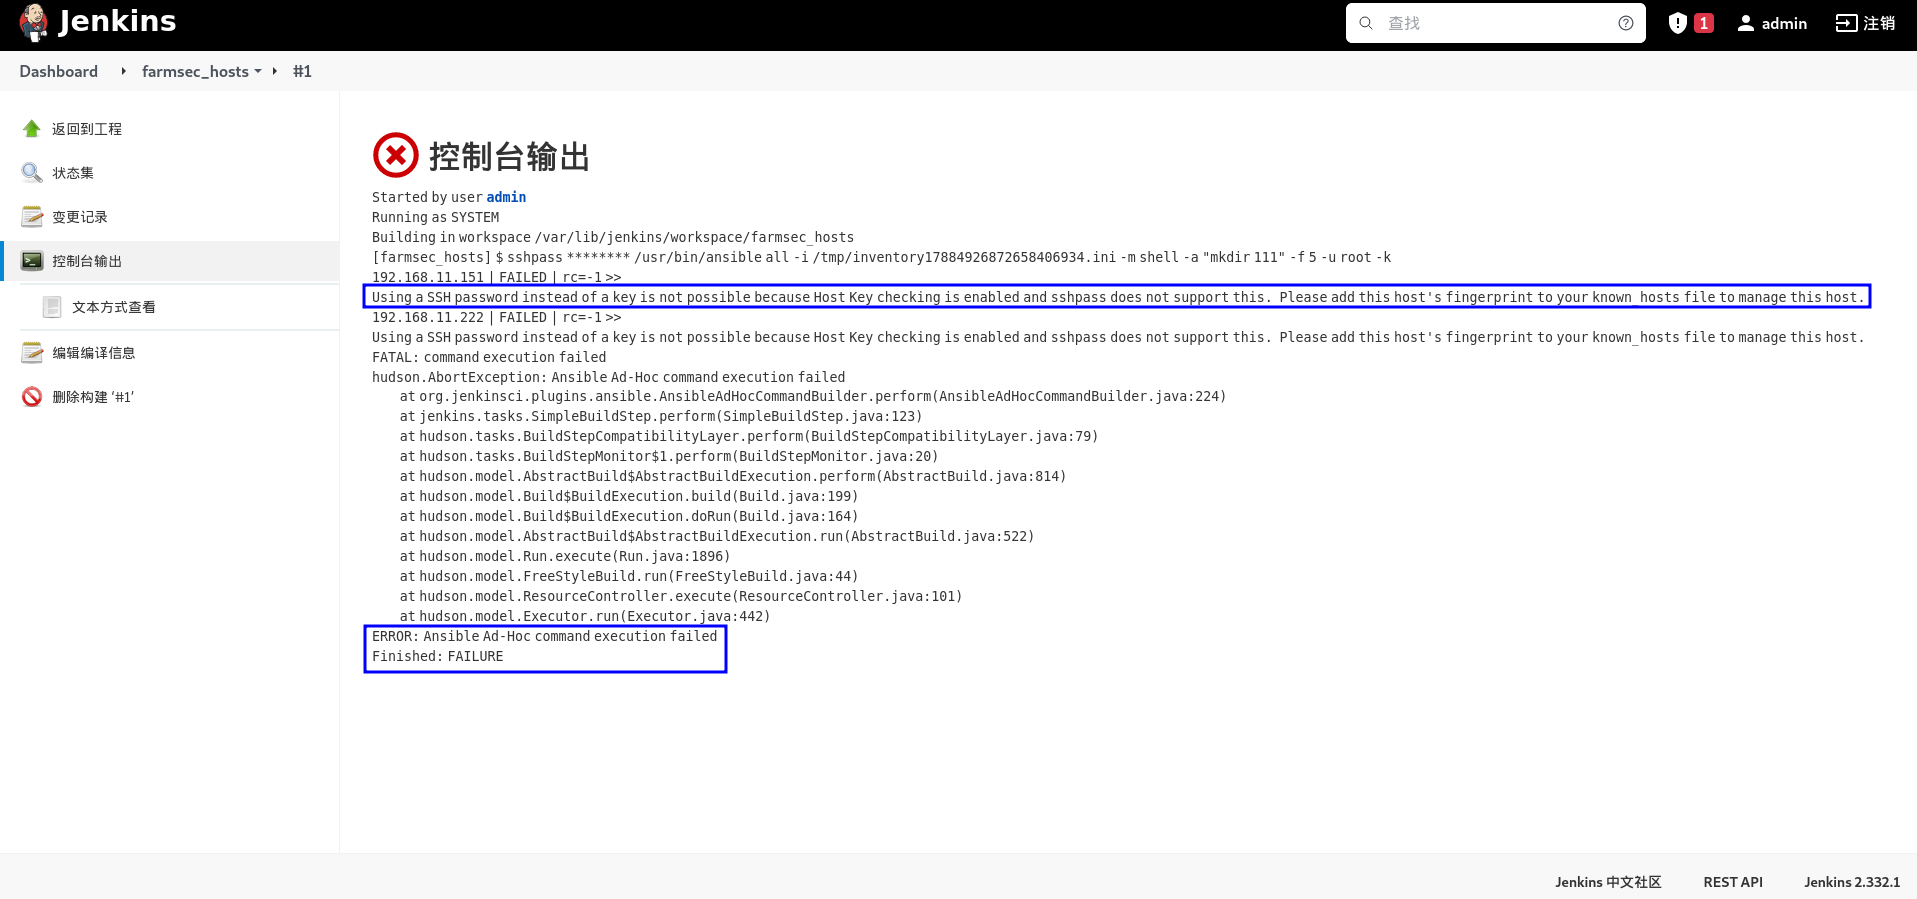 Jenkins
查找
1
admin
注销
Dashboard
farmsec_hosts
#1
返回到工程
状态集
变更记录
控制台输出
文本方式查看
编辑编译信息
删除构建 '#1'
控制台输出
Started by user admin
Running as SYSTEM
Building in workspace /var/lib/jenkins/workspace/farmsec_hosts
[farmsec_hosts] $ sshpass ******** /usr/bin/ansible all -i /tmp/inventory17884926872658406934.ini -m shell -a "mkdir 111" -f 5 -u root -k
192.168.11.151 | FAILED | rc=-1 >>
Using a SSH password instead of a key is not possible because Host Key checking is enabled and sshpass does not support this. Please add this host's fingerprint to your known_hosts file to manage this host.
192.168.11.222 | FAILED | rc=-1 >>
Using a SSH password instead of a key is not possible because Host Key checking is enabled and sshpass does not support this. Please add this host's fingerprint to your known_hosts file to manage this host.
FATAL: command execution failed
hudson.AbortException: Ansible Ad-Hoc command execution failed
at org.jenkinsci.plugins.ansible.AnsibleAdHocCommandBuilder.perform(AnsibleAdHocCommandBuilder.java:224)
at jenkins.tasks.SimpleBuildStep.perform(SimpleBuildStep.java:123)
at hudson.tasks.BuildStepCompatibilityLayer.perform(BuildStepCompatibilityLayer.java:79)
at hudson.tasks.BuildStepMonitor$1.perform(BuildStepMonitor.java:20)
at hudson.model.AbstractBuild$AbstractBuildExecution.perform(AbstractBuild.java:814)
at hudson.model.Build$BuildExecution.build(Build.java:199)
at hudson.model.Build$BuildExecution.doRun(Build.java:164)
at hudson.model.AbstractBuild$AbstractBuildExecution.run(AbstractBuild.java:522)
at hudson.model.Run.execute(Run.java:1896)
at hudson.model.FreeStyleBuild.run(FreeStyleBuild.java:44)
at hudson.model.ResourceController.execute(ResourceController.java:101)
at hudson.model.Executor.run(Executor.java:442)
ERROR: Ansible Ad-Hoc command execution failed
Finished: FAILURE
Jenkins 中文社区
REST API
Jenkins 2.332.1